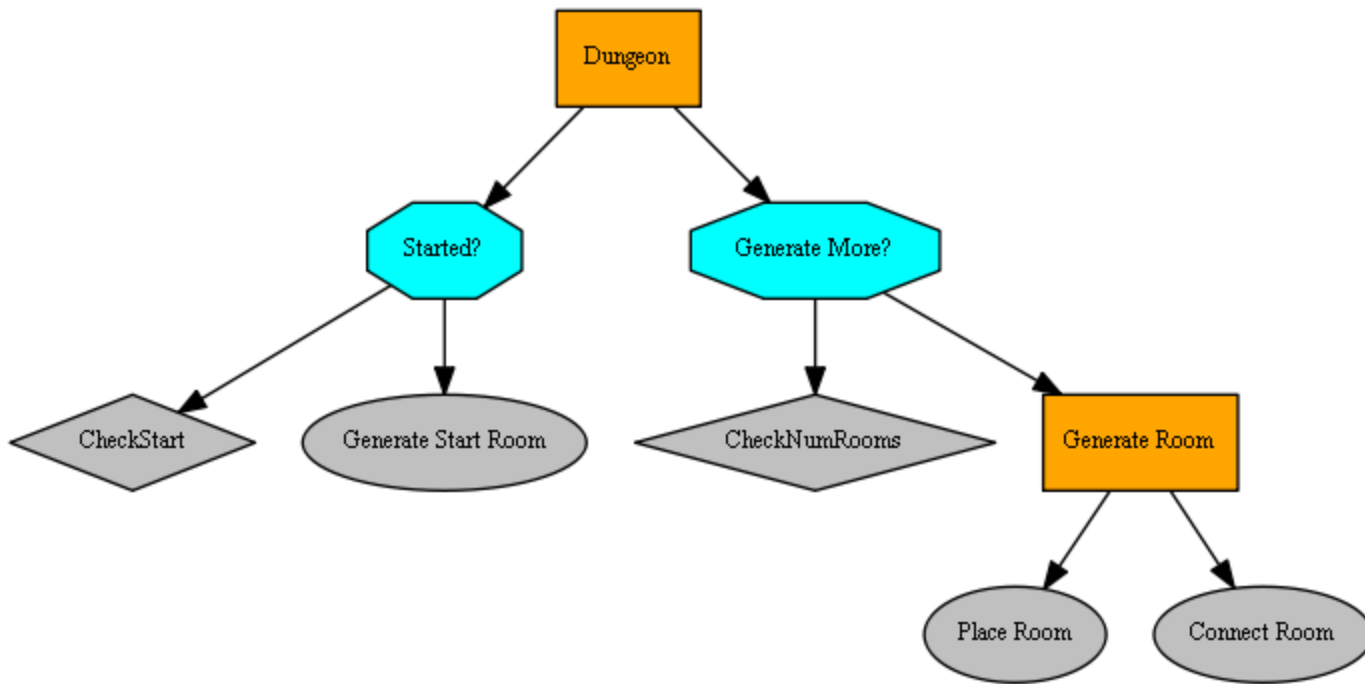 Dungeon
Started?
Generate More?
CheckStart
Generate Start Room
CheckNumRooms
Generate Room
Place Room
Connect Room